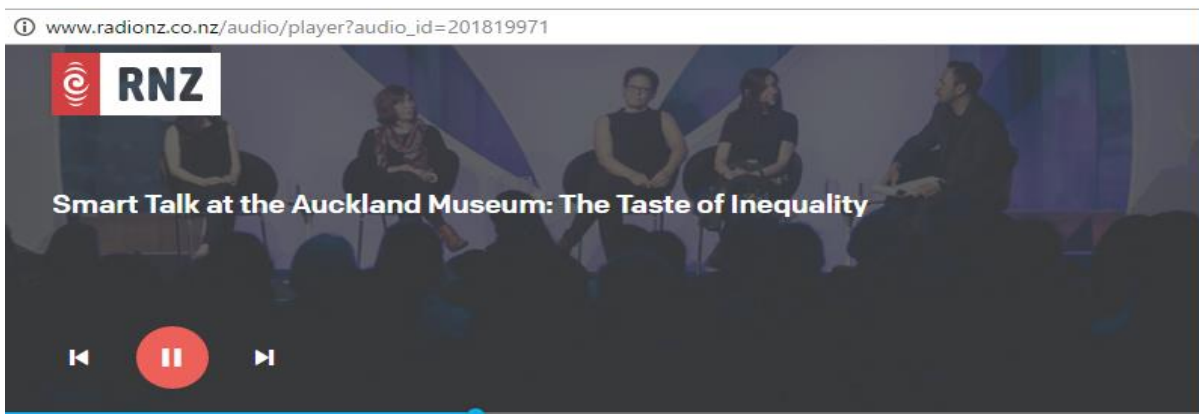 www.radionz.co.nz/audio/player?audio_id=201819971
RNZ
Smart Talk at the Auckland Museum: The Taste of Inequality